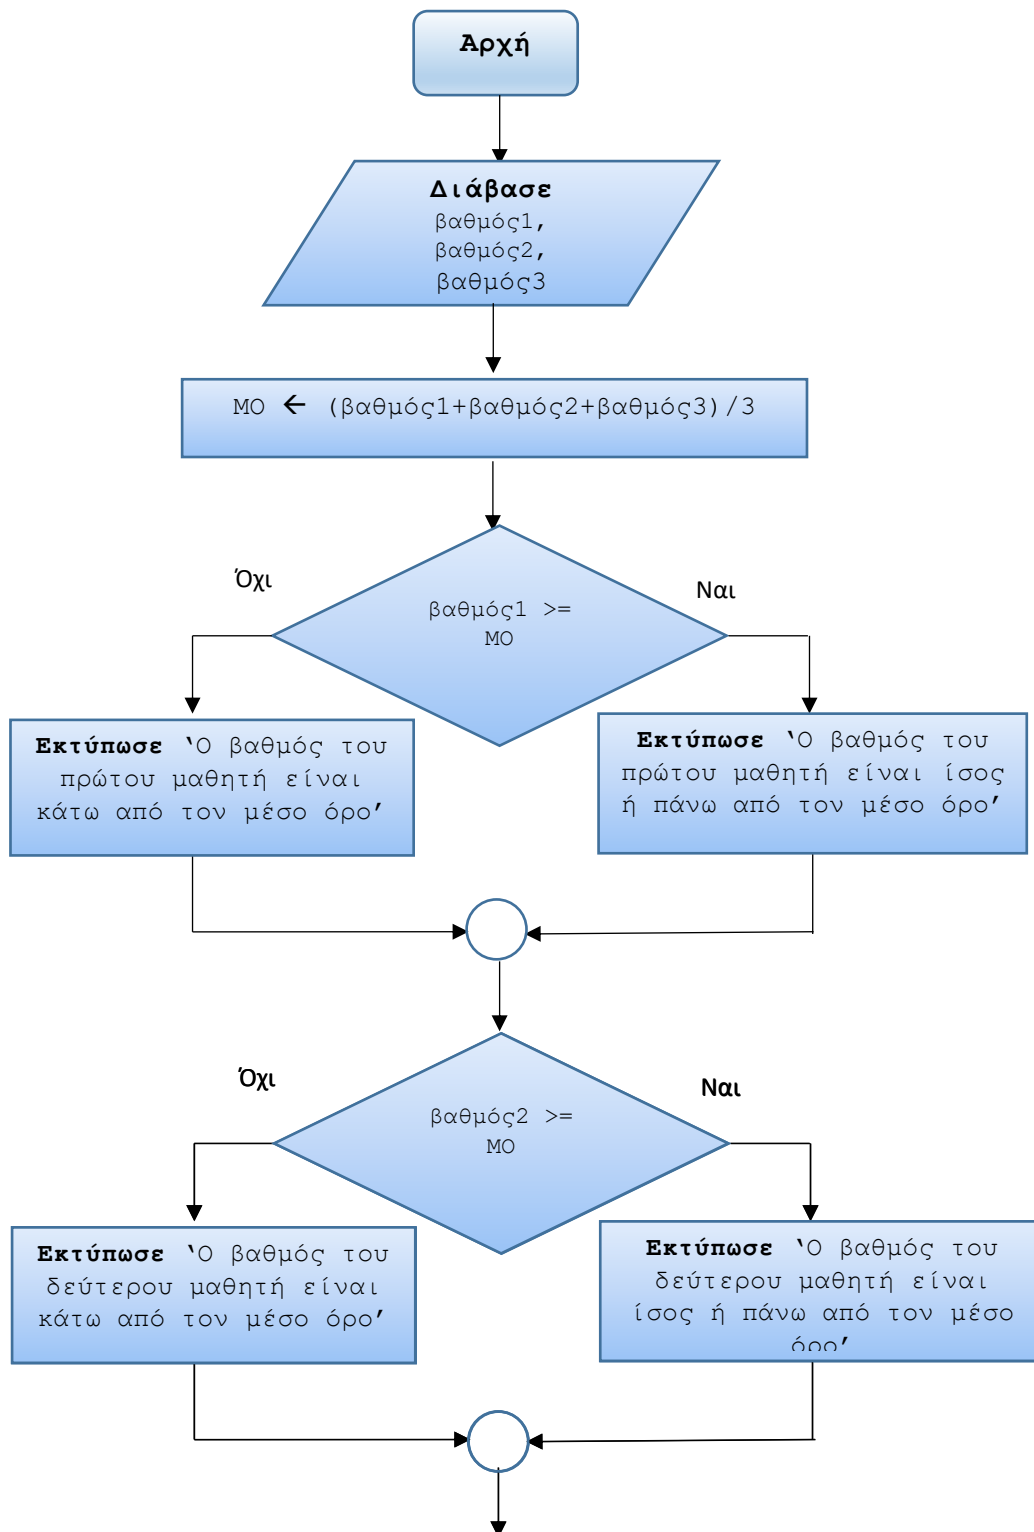 Αρχή
Διάβασε
βαθμός1,
βαθμός2,
βαθμός3
ΜΟ ← (βαθμός1+βαθμός2+βαθμός3)/3
Όχι
Ναι
βαθμός1 >=
ΜΟ
Εκτύπωσε ‘Ο βαθμός του
πρώτου μαθητή είναι
κάτω από τον μέσο όρο’
Εκτύπωσε ‘Ο βαθμός του
πρώτου μαθητή είναι ίσος
ή πάνω από τον μέσο όρο’
Όχι
Ναι
βαθμός2 >=
ΜΟ
Εκτύπωσε ‘Ο βαθμός του
δεύτερου μαθητή είναι
κάτω από τον μέσο όρο’
Εκτύπωσε ‘Ο βαθμός του
δεύτερου μαθητή είναι
ίσος ή πάνω από τον μέσο
όρο’